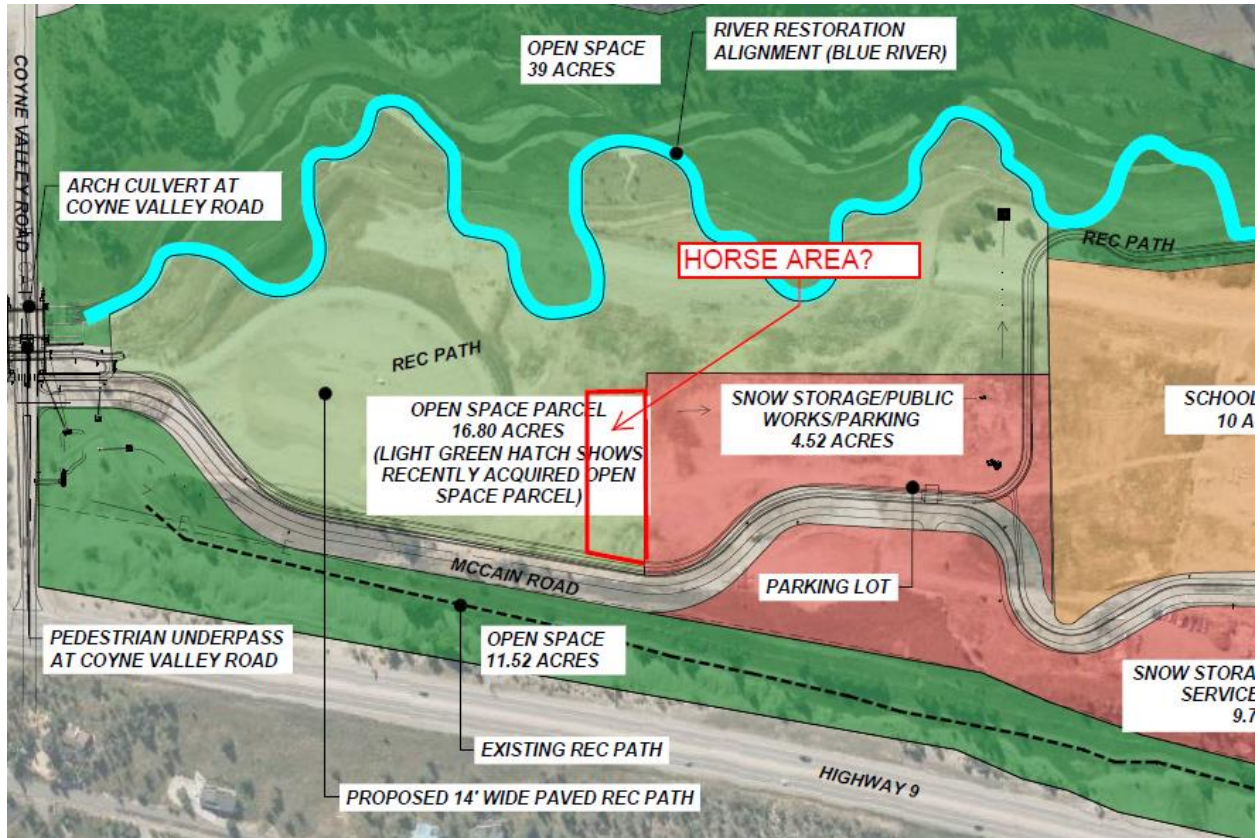 COYNE VALLEY ROAD
OPEN SPACE
39 ACRES
RIVER RESTORATION
ALIGNMENT (BLUE RIVER)
ARCH CULVERT AT
COYNE VALLEY ROAD
HORSE AREA?
REC PATH
REC PATH
OPEN SPACE PARCEL
16.80 ACRES
(LIGHT GREEN HATCH SHOWS
RECENTLY ACQUIRED OPEN
SPACE PARCEL)
SNOW STORAGE/PUBLIC
WORKS/PARKING
4.52 ACRES
SCHOOL
10 A
MCCAIN ROAD
PARKING LOT
PEDESTRIAN UNDERPASS
AT COYNE VALLEY ROAD
OPEN SPACE
11.52 ACRES
SNOW STORA
SERVICE
9.7
EXISTING REC PATH
HIGHWAY 9
PROPOSED 14' WIDE PAVED REC PATH